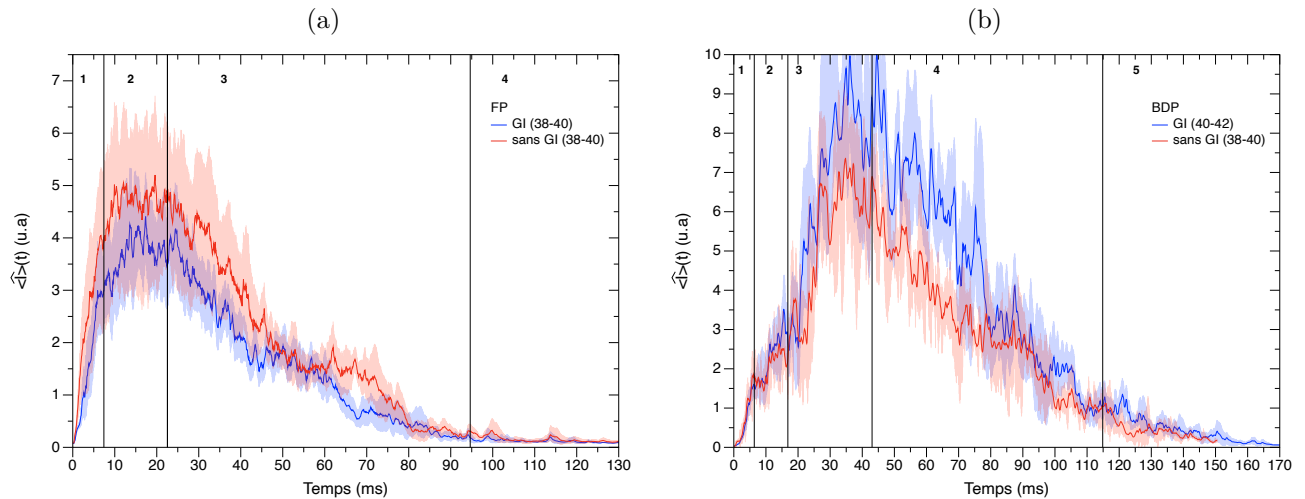 (a)
1 2 3 4
FP
GI (38-40)
sans GI (38-40)
7
6
5
4
3
2
1
0
<Î>(t) (u.a)
0 10 20 30 40 50 60 70 80 90 100 110 120 130
Temps (ms)
(b)
1 2 3 4 5
BDP
GI (40-42)
sans GI (38-40)
10
9
8
7
6
5
4
3
2
1
0
<Î>(t) (u.a)
0 10 20 30 40 50 60 70 80 90 100 110 120 130 140 150 160 170
Temps (ms)